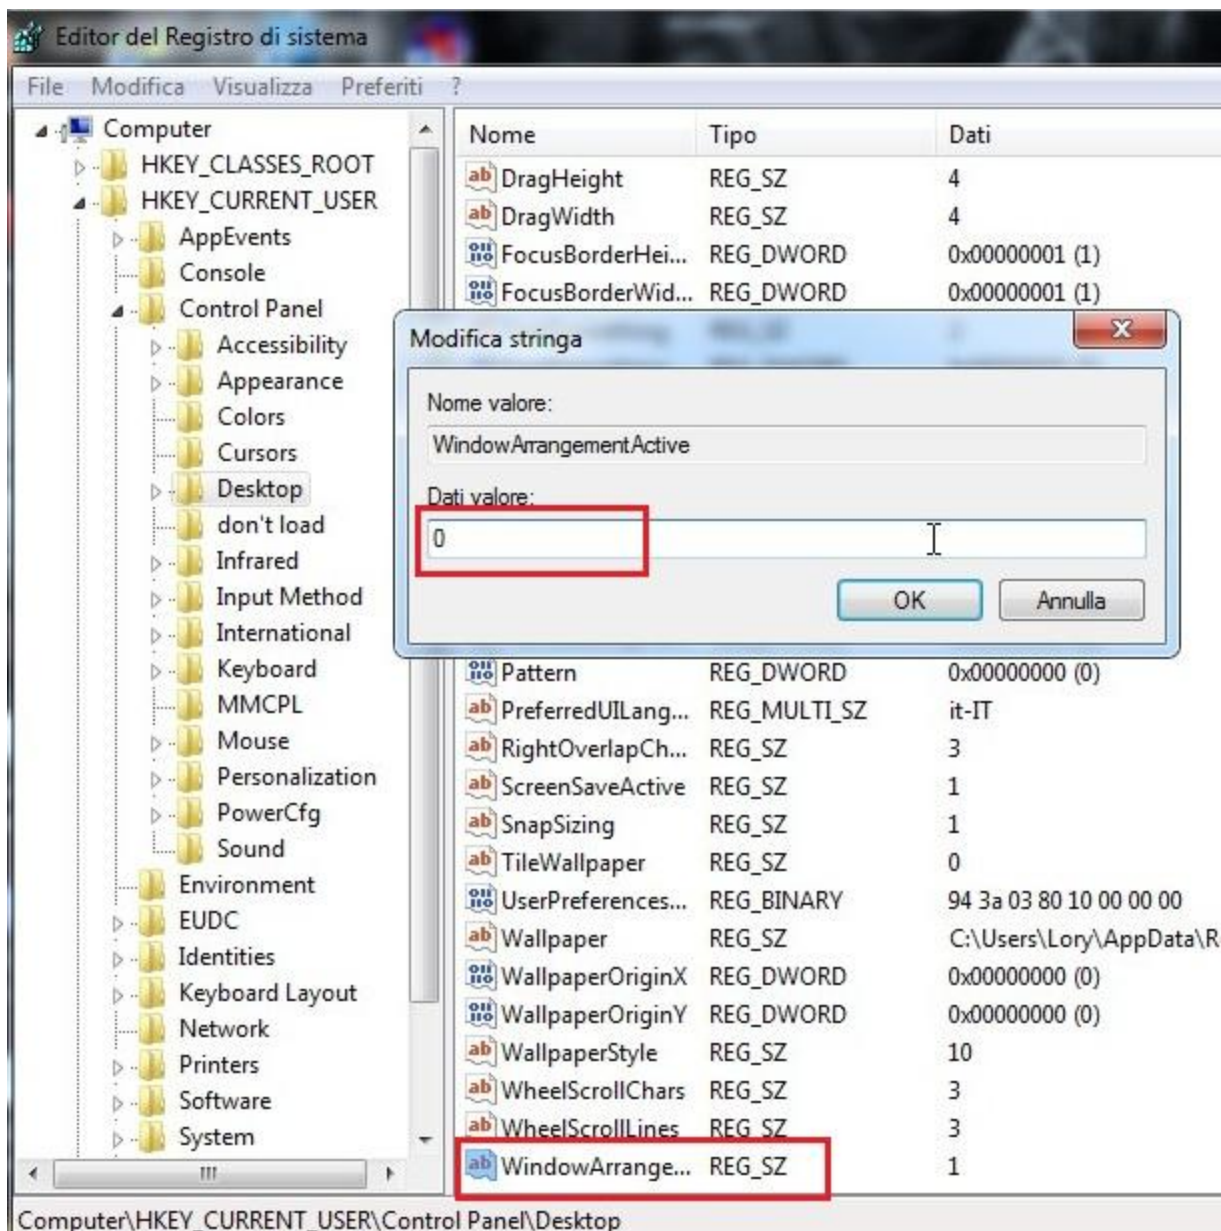 Editor del Registro di sistema
File Modifica Visualizza Preferiti ?
Computer
HKEY_CLASSES_ROOT
HKEY_CURRENT_USER
AppEvents
Console
Control Panel
Accessibility
Appearance
Colors
Cursors
Desktop
don't load
Infrared
Input Method
International
Keyboard
MMCPL
Mouse
Personalization
PowerCfg
Sound
Environment
EUDC
Identities
Keyboard Layout
Network
Printers
Software
System
Nome Tipo Dati
DragHeight REG_SZ 4
DragWidth REG_SZ 4
FocusBorderHei... REG_DWORD 0x00000001 (1)
FocusBorderWid... REG_DWORD 0x00000001 (1)
Modifica stringa
Nome valore:
WindowArrangementActive
Dati valore:
0
OK Annulla
Pattern REG_DWORD 0x00000000 (0)
PreferredUILang... REG_MULTI_SZ it-IT
RightOverlapCh... REG_SZ 3
ScreenSaveActive REG_SZ 1
SnapSizing REG_SZ 1
TileWallpaper REG_SZ 0
UserPreferences... REG_BINARY 94 3a 03 80 10 00 00 00
Wallpaper REG_SZ C:\Users\Lory\AppData\R
WallpaperOriginX REG_DWORD 0x00000000 (0)
WallpaperOriginY REG_DWORD 0x00000000 (0)
WallpaperStyle REG_SZ 10
WheelScrollChars REG_SZ 3
WheelScrollLines REG_SZ 3
WindowArrange... REG_SZ 1
Computer\HKEY_CURRENT_USER\Control Panel\Desktop